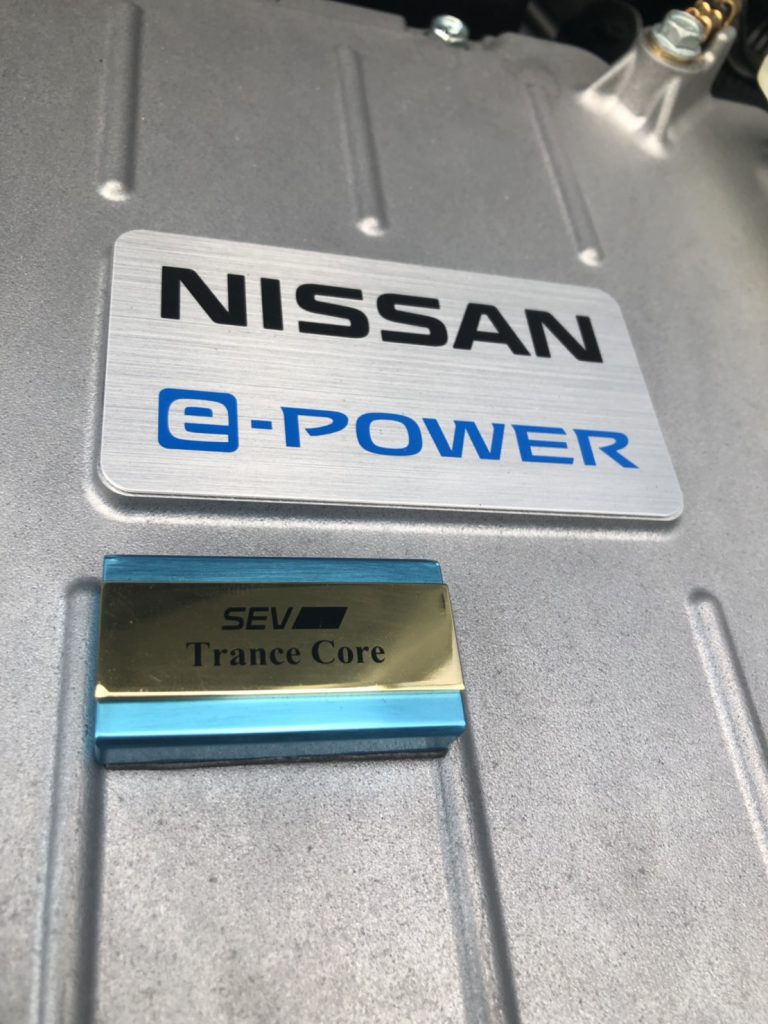 NISSAN
e-POWER
SEV
Trance Core